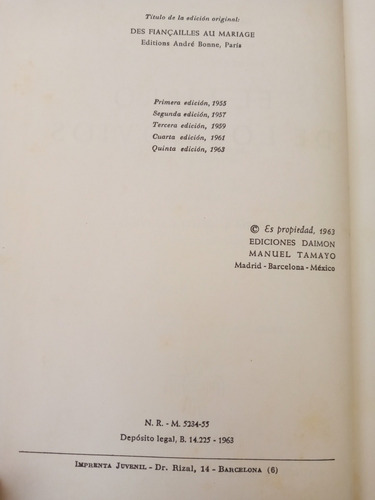 Título de la edición original:
DES FIANÇAILLES AU MARIAGE
Editions André Bonne, París
Primera edición, 1955
Segunda edición, 1957
Tercera edición, 1959
Cuarta edición, 1961
Quinta edición, 1963
© Es propiedad, 1963
EDICIONES DAIMON
MANUEL TAMAYO
Madrid - Barcelona - México
N. R. - M. 5234-55
Depósito legal, B. 14.225 - 1963
IMPRENTA JUVENIL - DR. RIZAL, 14 - BARCELONA (6)